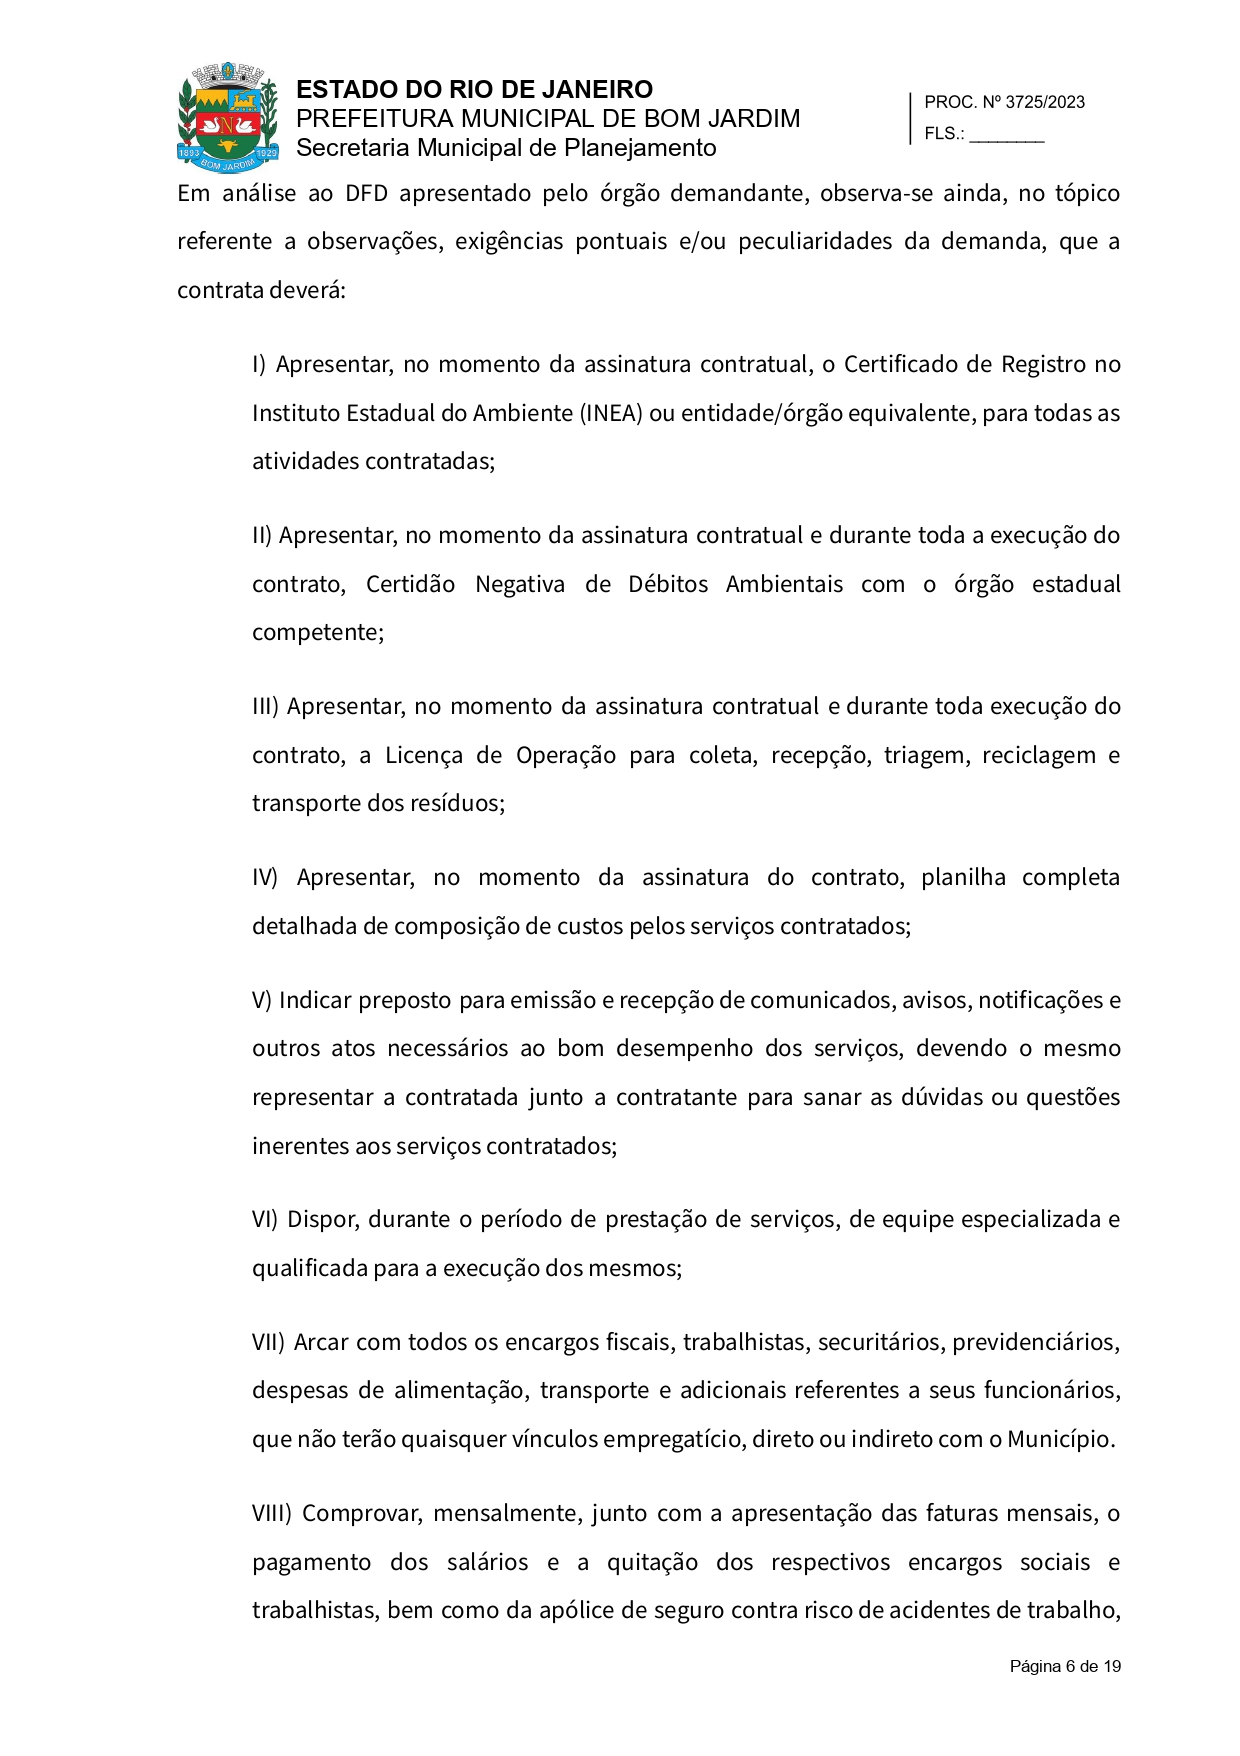 ESTADO DO RIO DE JANEIRO
PREFEITURA MUNICIPAL DE BOM JARDIM
Secretaria Municipal de Planejamento
PROC. Nº 3725/2023
FLS.: ________
1893
BOM JARDIM
1929
N
Em análise ao DFD apresentado pelo órgão demandante, observa-se ainda, no tópico
referente a observações, exigências pontuais e/ou peculiaridades da demanda, que a
contrata deverá:
I) Apresentar, no momento da assinatura contratual, o Certificado de Registro no
Instituto Estadual do Ambiente (INEA) ou entidade/órgão equivalente, para todas as
atividades contratadas;
II) Apresentar, no momento da assinatura contratual e durante toda a execução do
contrato, Certidão Negativa de Débitos Ambientais com o órgão estadual
competente;
III) Apresentar, no momento da assinatura contratual e durante toda execução do
contrato, a Licença de Operação para coleta, recepção, triagem, reciclagem e
transporte dos resíduos;
IV) Apresentar, no momento da assinatura do contrato, planilha completa
detalhada de composição de custos pelos serviços contratados;
V) Indicar preposto para emissão e recepção de comunicados, avisos, notificações e
outros atos necessários ao bom desempenho dos serviços, devendo o mesmo
representar a contratada junto a contratante para sanar as dúvidas ou questões
inerentes aos serviços contratados;
VI) Dispor, durante o período de prestação de serviços, de equipe especializada e
qualificada para a execução dos mesmos;
VII) Arcar com todos os encargos fiscais, trabalhistas, securitários, previdenciários,
despesas de alimentação, transporte e adicionais referentes a seus funcionários,
que não terão quaisquer vínculos empregatício, direto ou indireto com o Município.
VIII) Comprovar, mensalmente, junto com a apresentação das faturas mensais, o
pagamento dos salários e a quitação dos respectivos encargos sociais e
trabalhistas, bem como da apólice de seguro contra risco de acidentes de trabalho,
Página 6 de 19